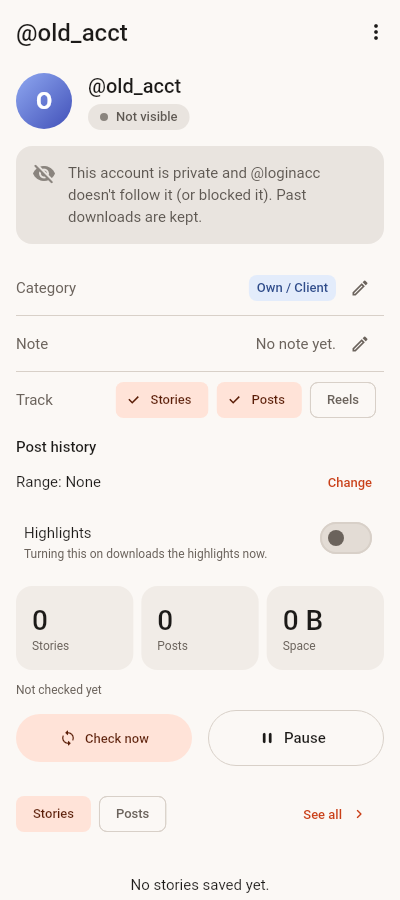 @old_acct
O
@old_acct
Not visible
This account is private and @loginacc
doesn't follow it (or blocked it). Past
downloads are kept.
Category
Own / Client
Note
No note yet.
Track
Stories
Posts
Reels
Post history
Range: None
Change
Highlights
Turning this on downloads the highlights now.
0
Stories
0
Posts
0 B
Space
Not checked yet
Check now
Pause
Stories
Posts
See all
No stories saved yet.